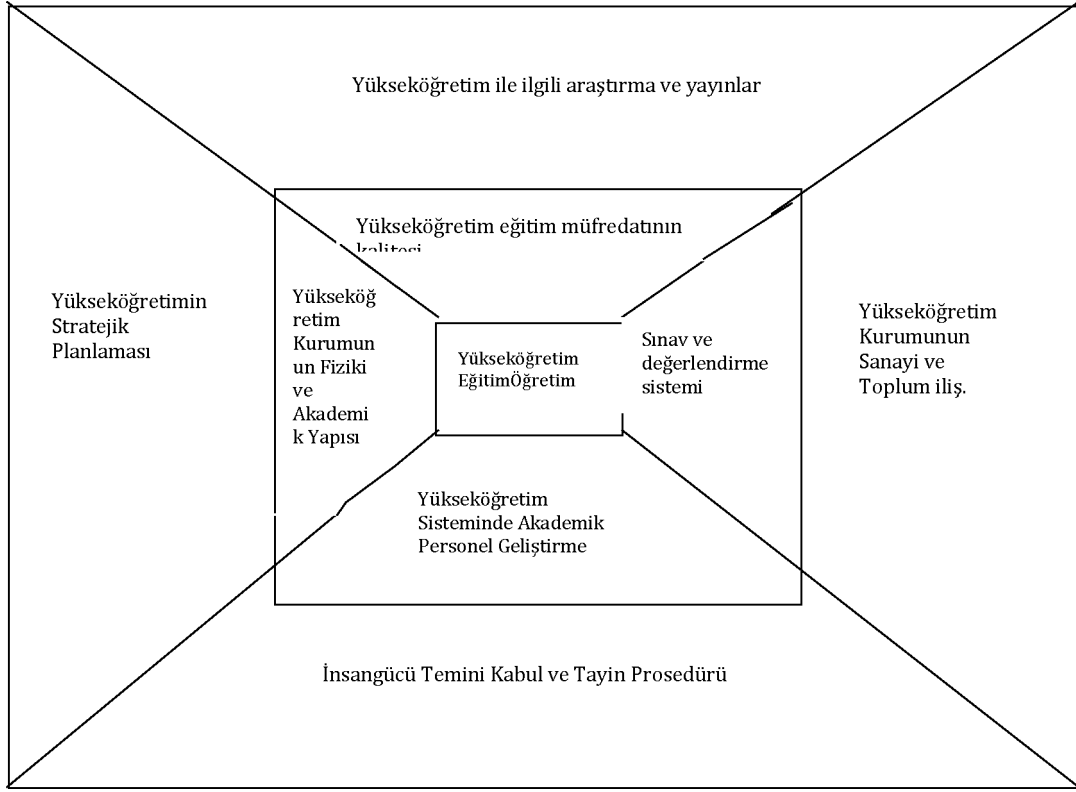 Yükseköğretim ile ilgili araştırma ve yayınlar
Yükseköğretim eğitim müfredatının
kalitesi
Yükseköğretimin
Stratejik
Planlaması
Yükseköğ
retim
Kurumun
un Fiziki
ve
Akademi
k Yapısı
Yükseköğretim
EğitimÖğretim
Sınav ve
değerlendirme
sistemi
Yükseköğretim
Kurumunun
Sanayi ve
Toplum iliş.
Yükseköğretim
Sisteminde Akademik
Personel Geliştirme
İnsangücü Temini Kabul ve Tayin Prosedürü